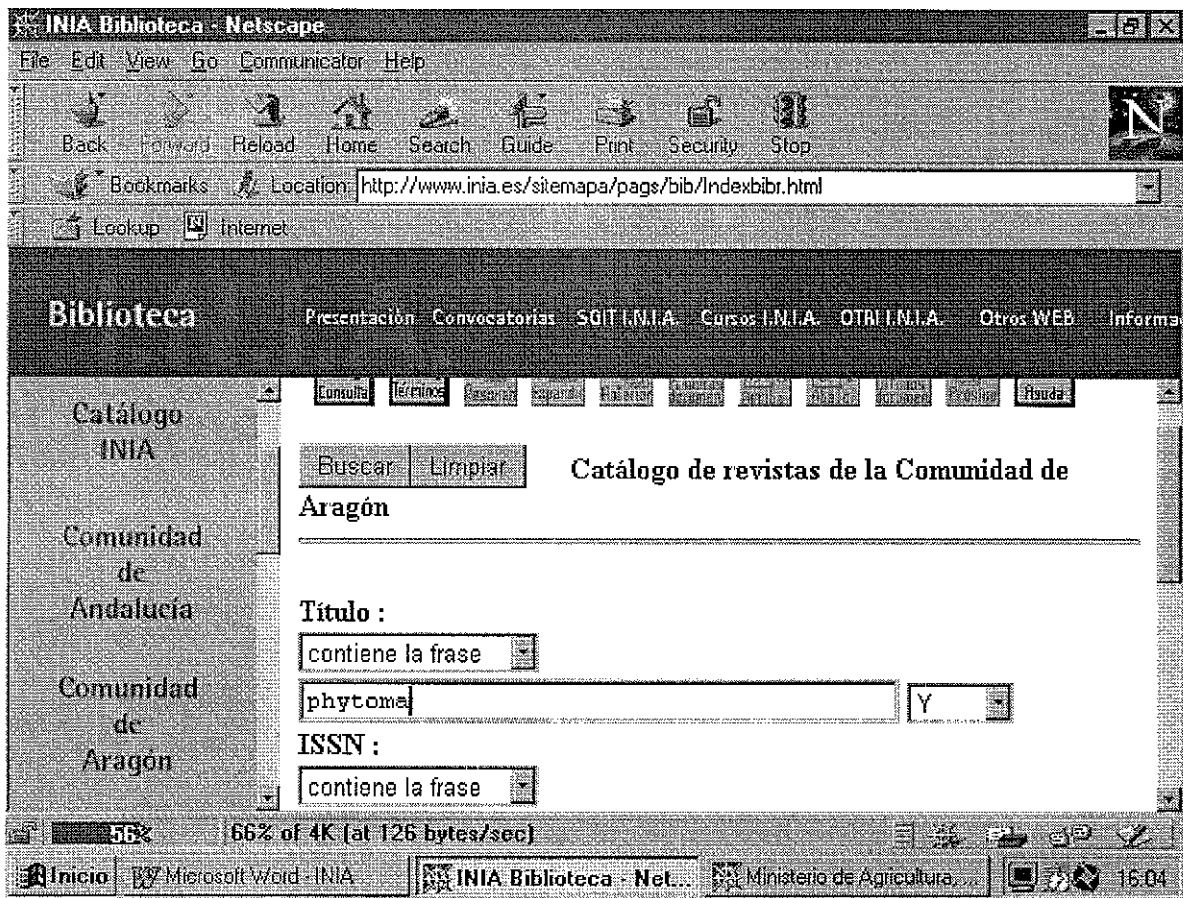 INIA Biblioteca - Netscape
File Edit View Go Communicator Help
Back Forward Reload Home Search Guide Print Security Stop
N
Bookmarks Location: http://www.inia.es/sitemapa/pags/bib/Indexbibr.html
Lookup Internet
Biblioteca Presentación Convocatorias SGIT I.N.I.A. Cursos I.N.I.A. OTRI I.N.I.A. Otros WEB Informa
Consulta Términos Ayuda
Catálogo
INIA
Buscar Limpiar Catálogo de revistas de la Comunidad de
Aragón
Comunidad
de
Andalucía
Título :
contiene la frase
Comunidad
de
Aragón
phytoma Y
ISSN :
contiene la frase
56% 66% of 4K (at 126 bytes/sec)
Inicio Microsoft Word - INIA INIA Biblioteca - Net... Ministerio de Agricultura, ... 16:04